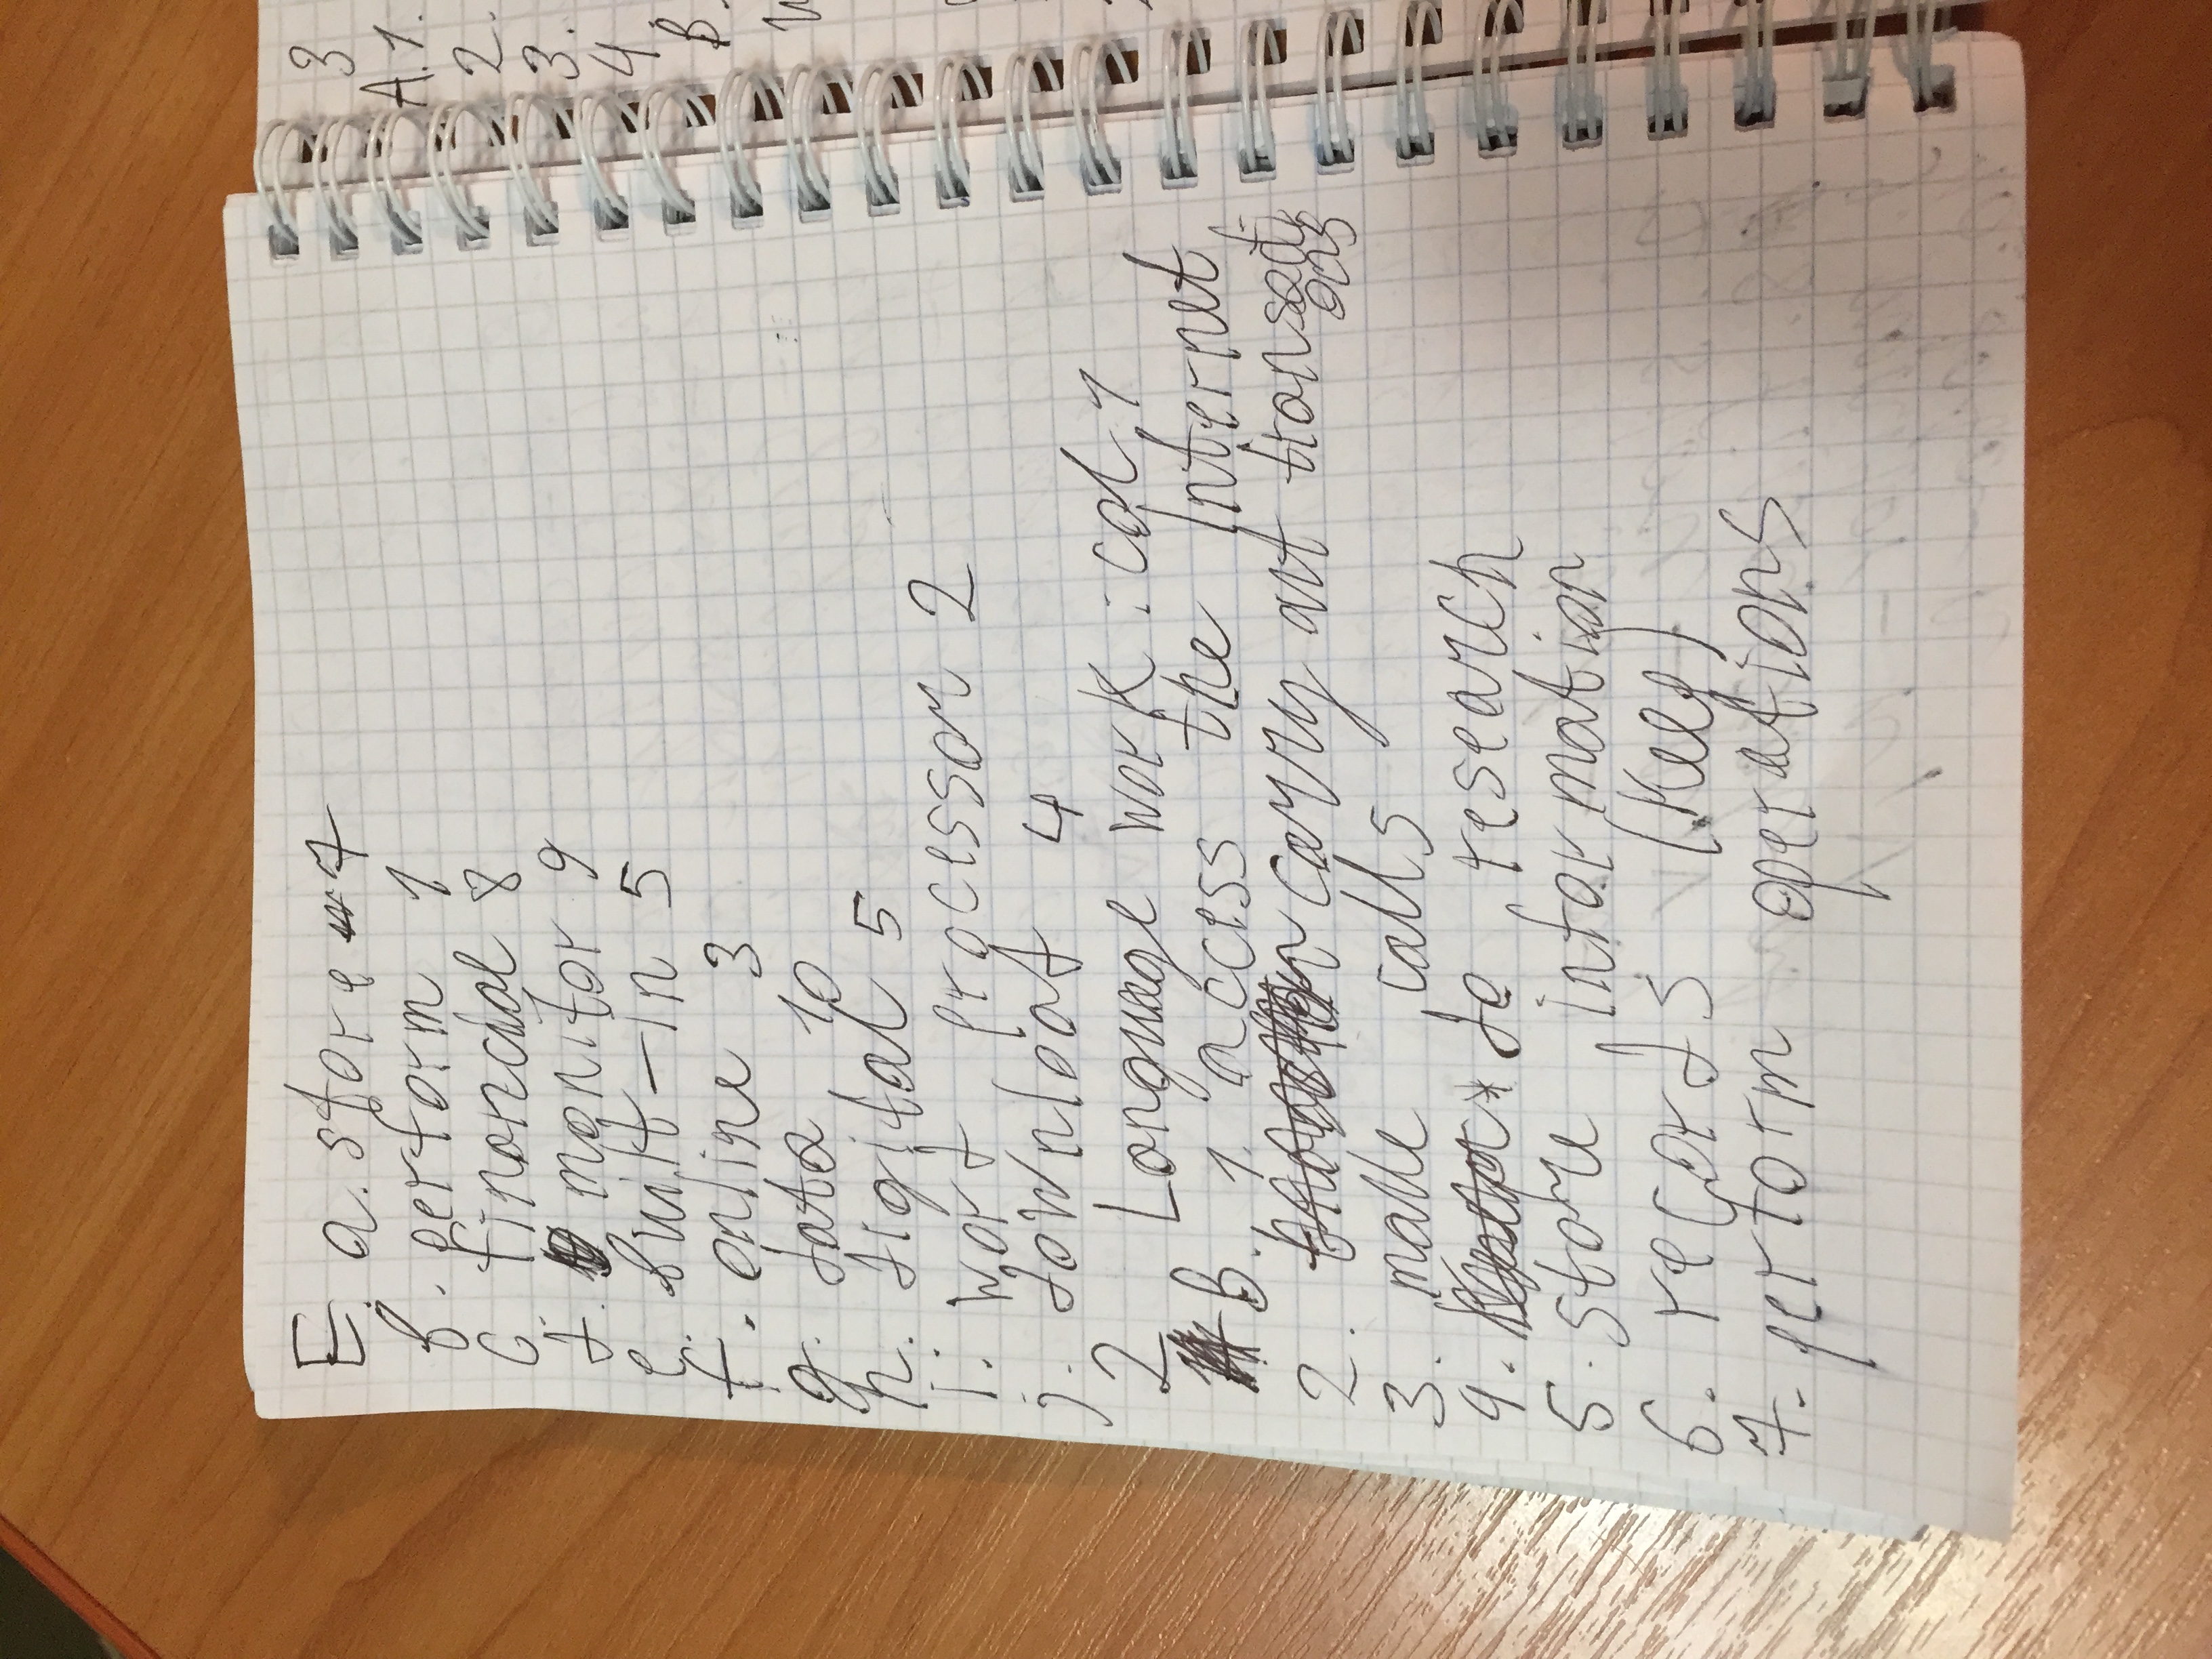 E. a. store 7
b. perform 1
c. financial 8
d. monitor 9
e. built-in 5
f. online 3
g. data 10
h. digital 5
i. word processor 2
j. download 4
2 Language work: col 1
B. 1. access the Internet
2. carry out transactions
3. make calls
4. * do research
5. store information
6. records (keep)
7. perform operations
3
A.1.
2.
3.
4.
B.